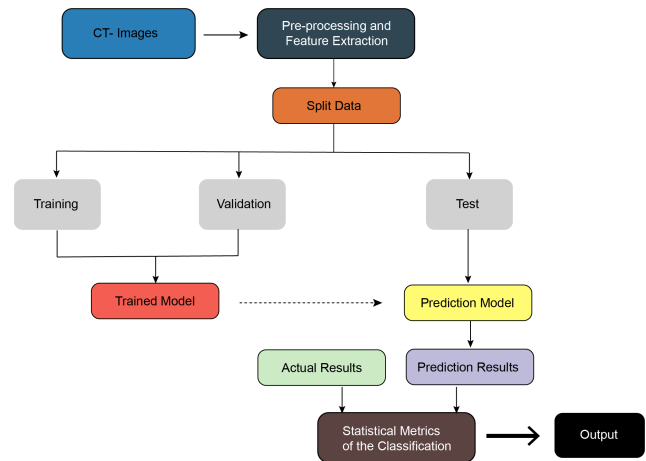 CT- Images
Pre-processing and
Feature Extraction
Split Data
Training
Validation
Test
Trained Model
Prediction Model
Actual Results
Prediction Results
Statistical Metrics
of the Classification
Output